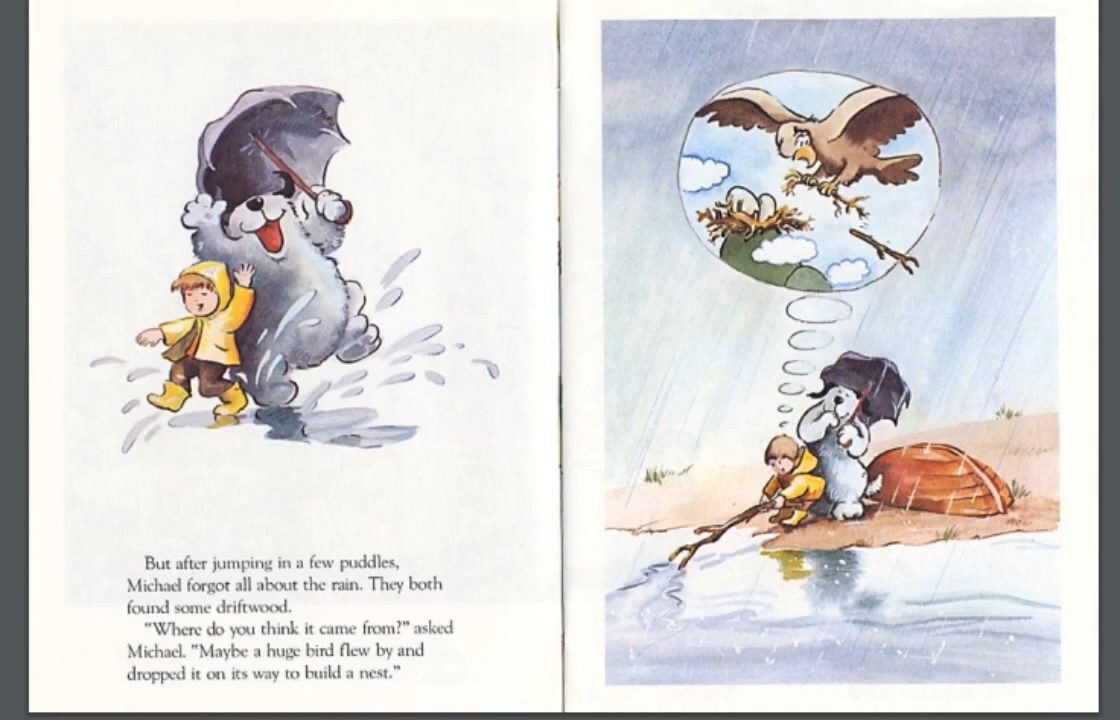 But after jumping in a few puddles,
Michael forgot all about the rain. They both
found some driftwood.
“Where do you think it came from?” asked
Michael. “Maybe a huge bird flew by and
dropped it on its way to build a nest.”